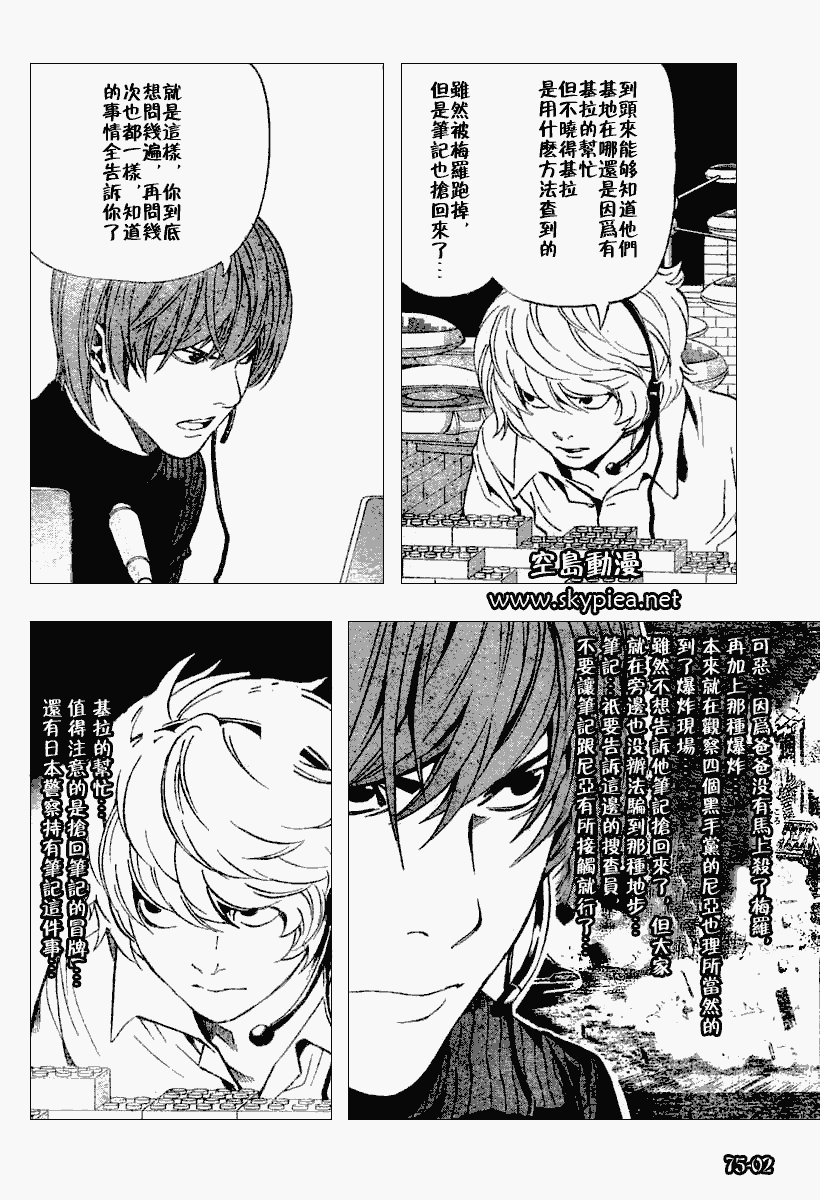 到頭來能够知道他們
基地在哪還是因爲有
基拉的幫忙
但不曉得基拉
是用什麽方法查到的
雖然被梅羅跑掉，
但是筆記也搶回來了…
就是這樣，你到底
想問幾遍，再問幾
次也都一樣，知道
的事情全告訴你了
空島動漫
www.skypiea.net
可惡…因爲爸爸没有馬上殺了梅羅，
再加上那種爆炸…
本來就在觀察四個黑手黨的尼亞也理所當然的
到了爆炸現場…
雖然不想告訴他筆記搶回來了，但大家
就在旁邊也没辦法騙到那種地步…
筆記…衹要告訴這邊的搜查員
不要讓筆記跟尼亞有所接觸就行了…
基拉的幫忙…
值得注意的是搶回筆記的冒牌L…
還有日本警察持有筆記這件事…
75-02